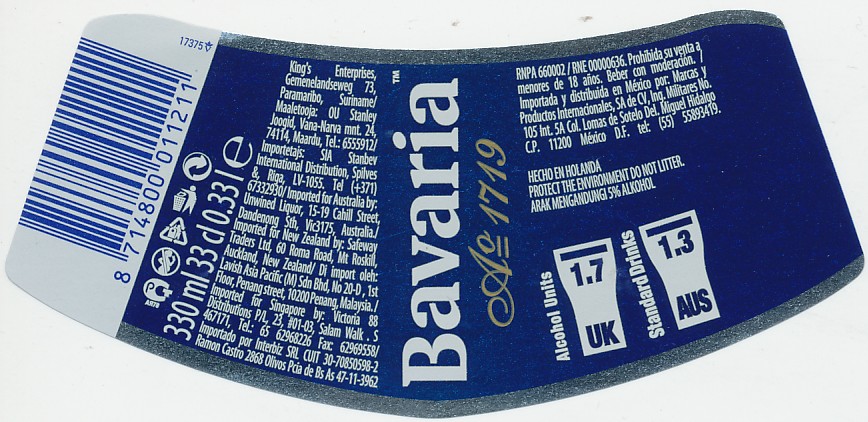 17375
8 714800 011211
330 ml 33 cl 0.33 l e
King's Enterprises,
Gemenelandseweg 73,
Paramaribo, Suriname/
Maaletooja: OU Stanley
Joogid, Vana-Narva mnt. 24,
74114, Maardu, Tel.: 6555912/
Importetajs: SIA Stanbev
International Distribution, Spilves
&, Riga, LV-1055. Tel (+371)
67332930/ Imported for Australia by:
Unwined Liquor, 15-19 Cahill Street,
Dandenong Sth, Vic3175, Australia./
Imported for New Zealand by: Safeway
Traders Ltd, 60 Roma Road, Mt Roskill,
Auckland, New Zealand/ Di import oleh:
Lavish Asia Pacific (M) Sdn Bhd, No 20-D , 1st
Floor, Penang street, 10200 Penang, Malaysia./
Imported for Singapore by: Victoria 88
Distributions P/L, 23, #01-03, Salam Walk . S
467171, Tel.: 65 62968226 Fax: 62969558/
Importado por Interbiz SRL CUIT 30-70850598-2
Ramon Castro 2868 Olivos Pcia de Bs As 47-11-3962
Bavaria™
Ao 1719
RNPA 660002 / RNE 00000636. Prohibida su venta a
menores de 18 años. Beber con moderación. /
Importada y distribuida en México por: Marcas y
Productos Internacionales, SA de CV, Ing. Militares No.
105 Int. 5A Col. Lomas de Sotelo Del. Miguel Hidalgo
C.P. 11200 México D.F. tel: (55) 55893419.
HECHO EN HOLANDA
PROTECT THE ENVIRONMENT DO NOT LITTER.
ARAK MENGANDUNGI 5% ALKOHOL
Alcohol Units
1.7
UK
Standard Drinks
1.3
AUS